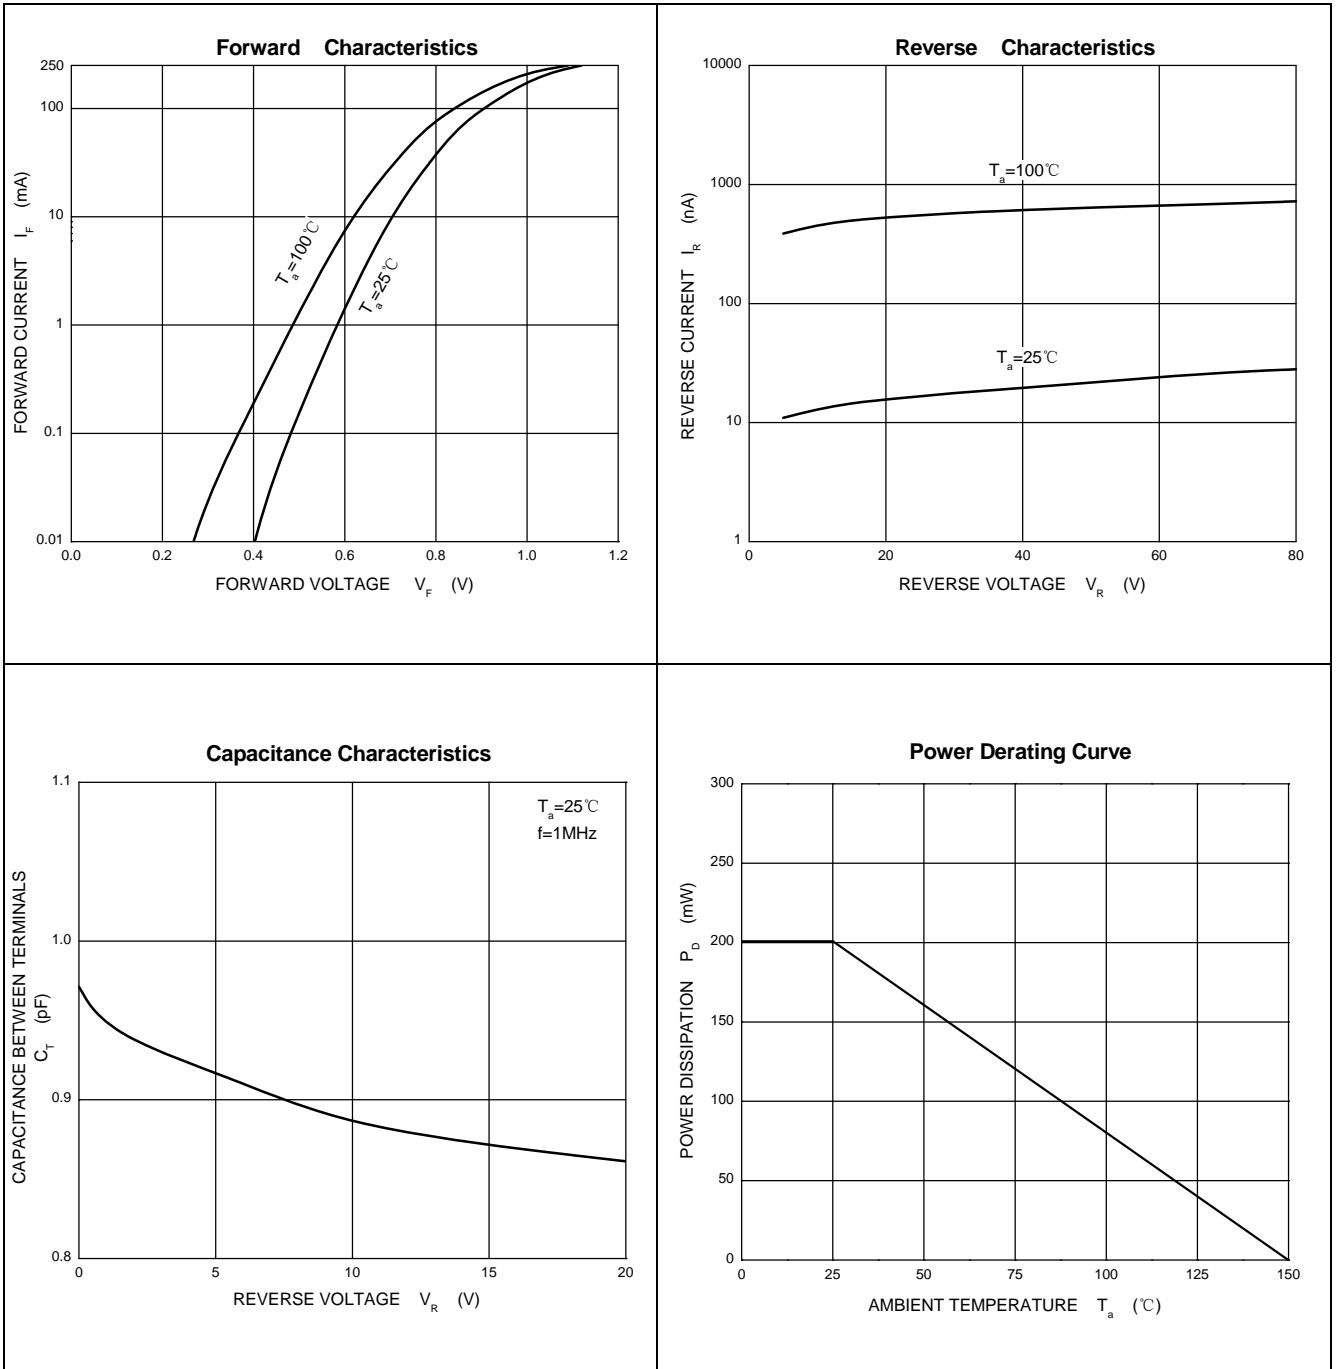 Forward Characteristics
250
100
10
1
0.1
0.01
0.0
0.2
0.4
0.6
0.8
1.0
1.2
FORWARD CURRENT I_F (mA)
T_a=100℃
T_a=25℃
FORWARD VOLTAGE V_F (V)
Reverse Characteristics
10000
1000
100
10
1
0
20
40
60
80
REVERSE CURRENT I_R (nA)
T_a=100℃
T_a=25℃
REVERSE VOLTAGE V_R (V)
Capacitance Characteristics
1.1
1.0
0.9
0.8
0
5
10
15
20
CAPACITANCE BETWEEN TERMINALS
C_T (pF)
T_a=25℃
f=1MHz
REVERSE VOLTAGE V_R (V)
Power Derating Curve
300
250
200
150
100
50
0
0
25
50
75
100
125
150
POWER DISSIPATION P_D (mW)
AMBIENT TEMPERATURE T_a (℃)